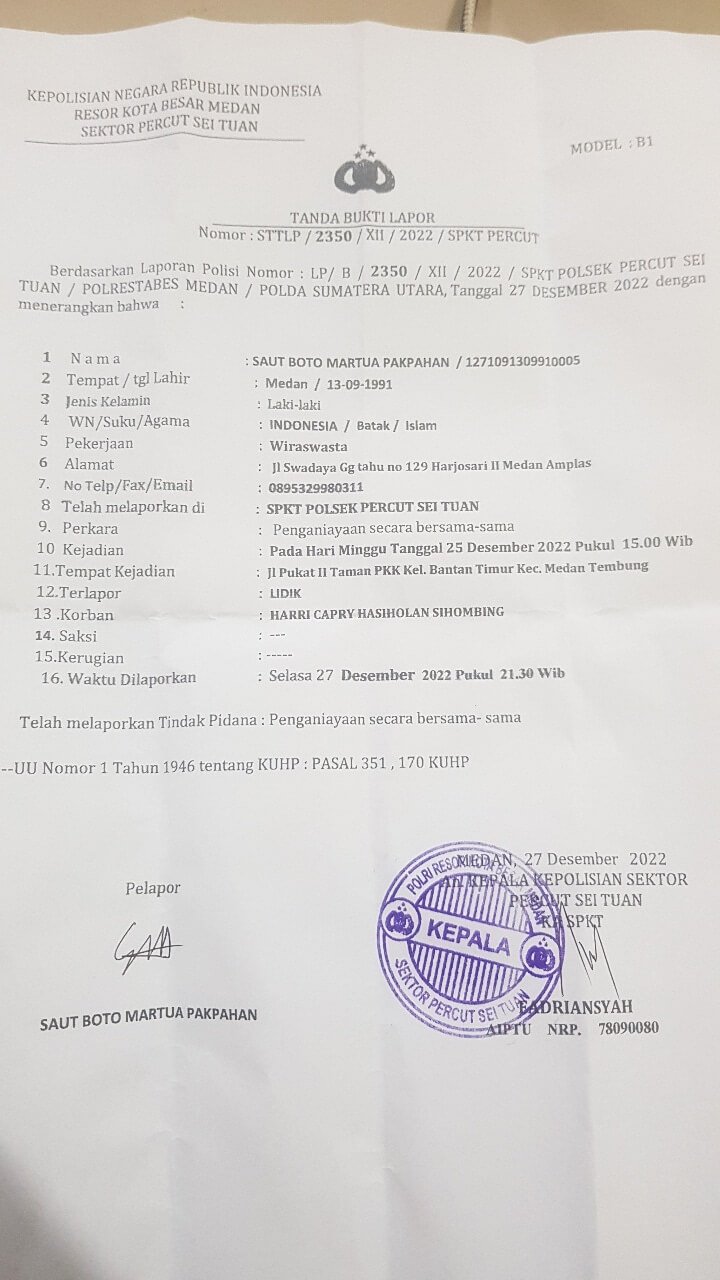 KEPOLISIAN NEGARA REPUBLIK INDONESIA
RESOR KOTA BESAR MEDAN
SEKTOR PERCUT SEI TUAN
MODEL : B1
TANDA BUKTI LAPOR
Nomor : STTLP / 2350 / XII / 2022 / SPKT PERCUT
Berdasarkan Laporan Polisi Nomor : LP/ B / 2350 / XII / 2022 / SPKT POLSEK PERCUT SEI
TUAN / POLRESTABES MEDAN / POLDA SUMATERA UTARA, Tanggal 27 DESEMBER 2022 dengan
menerangkan bahwa :
1 N a m a : SAUT BOTO MARTUA PAKPAHAN / 1271091309910005
2 Tempat / tgl Lahir : Medan / 13-09-1991
3 Jenis Kelamin : Laki-laki
4 WN/Suku/Agama : INDONESIA / Batak / Islam
5 Pekerjaan : Wiraswasta
6 Alamat : Jl Swadaya Gg tahu no 129 Harjosari II Medan Amplas
7. No Telp/Fax/Email : 0895329980311
8 Telah melaporkan di : SPKT POLSEK PERCUT SEI TUAN
9. Perkara : Penganiayaan secara bersama-sama
10 Kejadian : Pada Hari Minggu Tanggal 25 Desember 2022 Pukul 15.00 Wib
11.Tempat Kejadian : Jl Pukat II Taman PKK Kel. Bantan Timur Kec. Medan Tembung
12.Terlapor : LIDIK
13 .Korban : HARRI CAPRY HASIHOLAN SIHOMBING
14. Saksi : ---
15.Kerugian : -----
16. Waktu Dilaporkan : Selasa 27 Desember 2022 Pukul 21.30 Wib
Telah melaporkan Tindak Pidana : Penganiayaan secara bersama- sama
--UU Nomor 1 Tahun 1946 tentang KUHP : PASAL 351 , 170 KUHP
MEDAN, 27 Desember 2022
An KEPALA KEPOLISIAN SEKTOR
PERCUT SEI TUAN
KA SPKT
Pelapor
SAUT BOTO MARTUA PAKPAHAN
KEPALA
SEKTOR PERCUT SEI TUAN
AIPTU NRP. 78090080